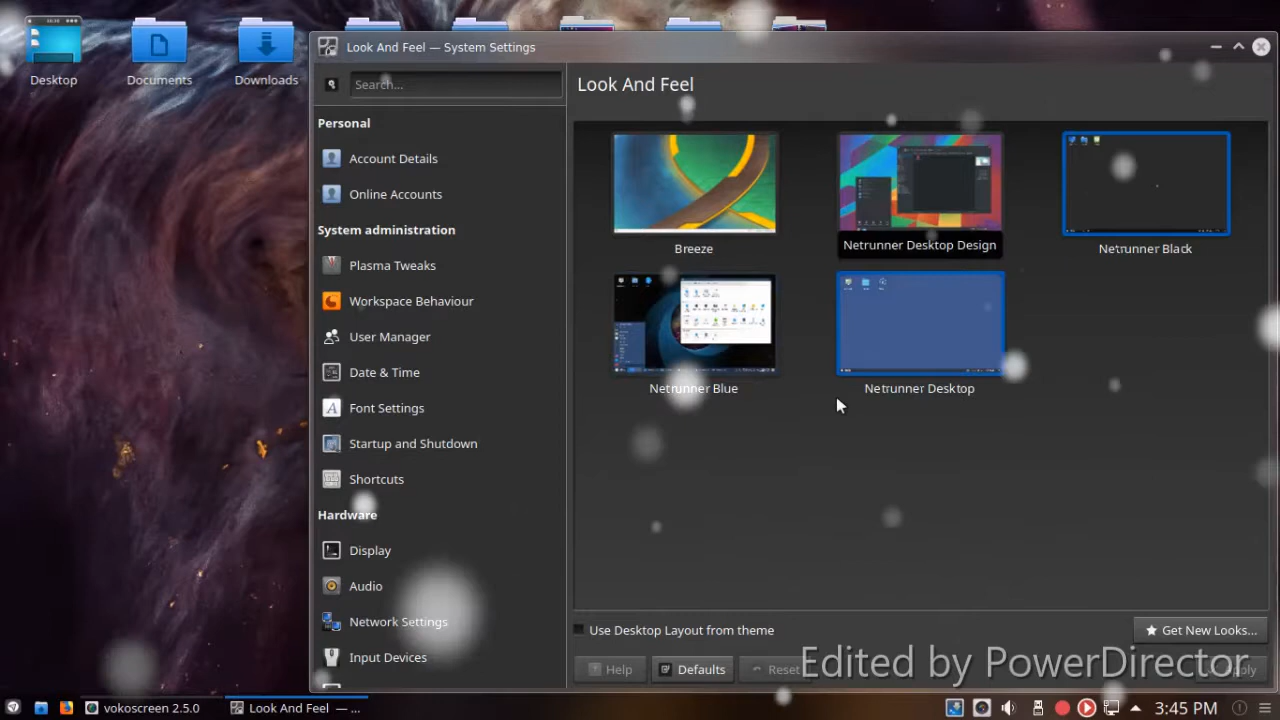 Desktop
Documents
Downloads
Look And Feel — System Settings
Search...
Personal
Account Details
Online Accounts
System administration
Plasma Tweaks
Workspace Behaviour
User Manager
Date & Time
Font Settings
Startup and Shutdown
Shortcuts
Hardware
Display
Audio
Network Settings
Input Devices
Look And Feel
Breeze
Netrunner Desktop Design
Netrunner Black
Netrunner Blue
Netrunner Desktop
Use Desktop Layout from theme
Get New Looks...
Help
Defaults
Reset
Apply
Edited by PowerDirector
vokoscreen 2.5.0
Look And Feel — ...
3:45 PM